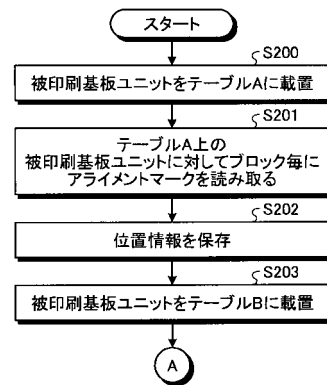 スタート
S200
被印刷基板ユニットをテーブルAに載置
S201
テーブルA上の
被印刷基板ユニットに対してブロック毎に
アライメントマークを読み取る
S202
位置情報を保存
S203
被印刷基板ユニットをテーブルBに載置
A